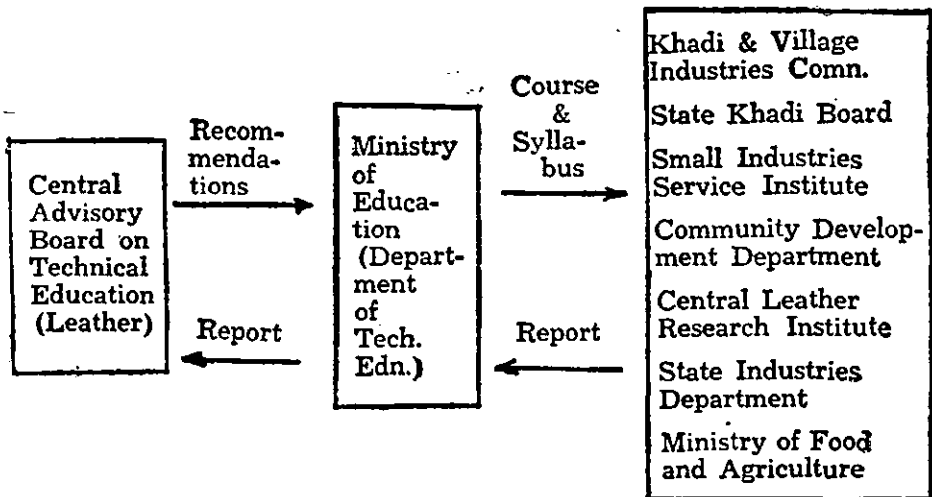 Central
Advisory
Board on
Technical
Education
(Leather)
Recom-
menda-
tions
Report
Ministry
of
Educa-
tion
(Depart-
ment
of
Tech.
Edn.)
Course
&
Sylla-
bus
Report
Khadi & Village
Industries Comn.
State Khadi Board
Small Industries
Service Institute
Community Develop-
ment Department
Central Leather
Research Institute
State Industries
Department
Ministry of Food
and Agriculture